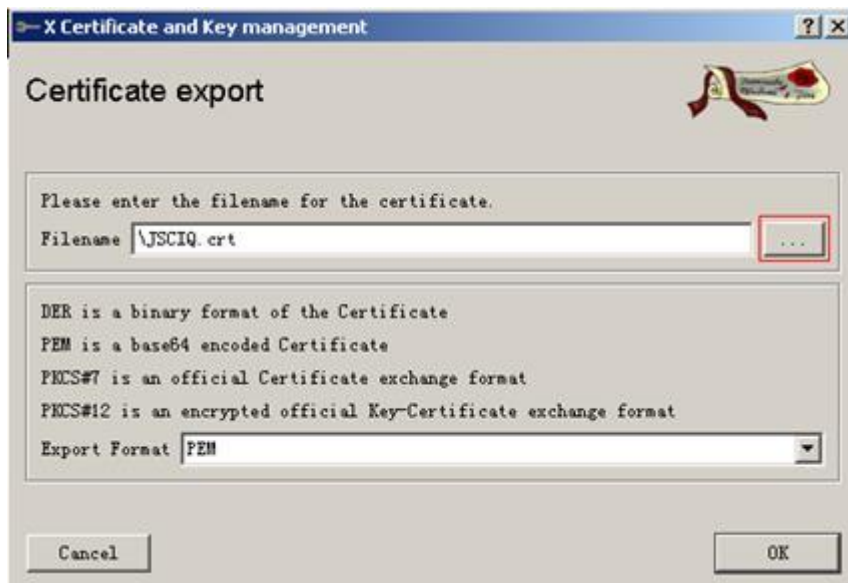 X Certificate and Key management
Certificate export
Please enter the filename for the certificate.
Filename \JSCIQ.crt ...
DER is a binary format of the Certificate
PEM is a base64 encoded Certificate
PKCS#7 is an official Certificate exchange format
PKCS#12 is an encrypted official Key-Certificate exchange format
Export Format PEM
Cancel OK